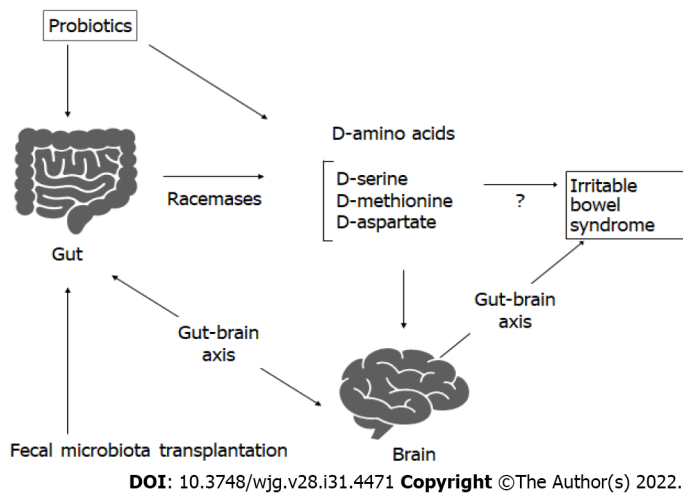 Probiotics
D-amino acids
D-serine
D-methionine
D-aspartate
Racemases
?
Irritable
bowel
syndrome
Gut
Gut-brain
axis
Gut-brain
axis
Fecal microbiota transplantation
Brain
DOI: 10.3748/wjg.v28.i31.4471 Copyright ©The Author(s) 2022.